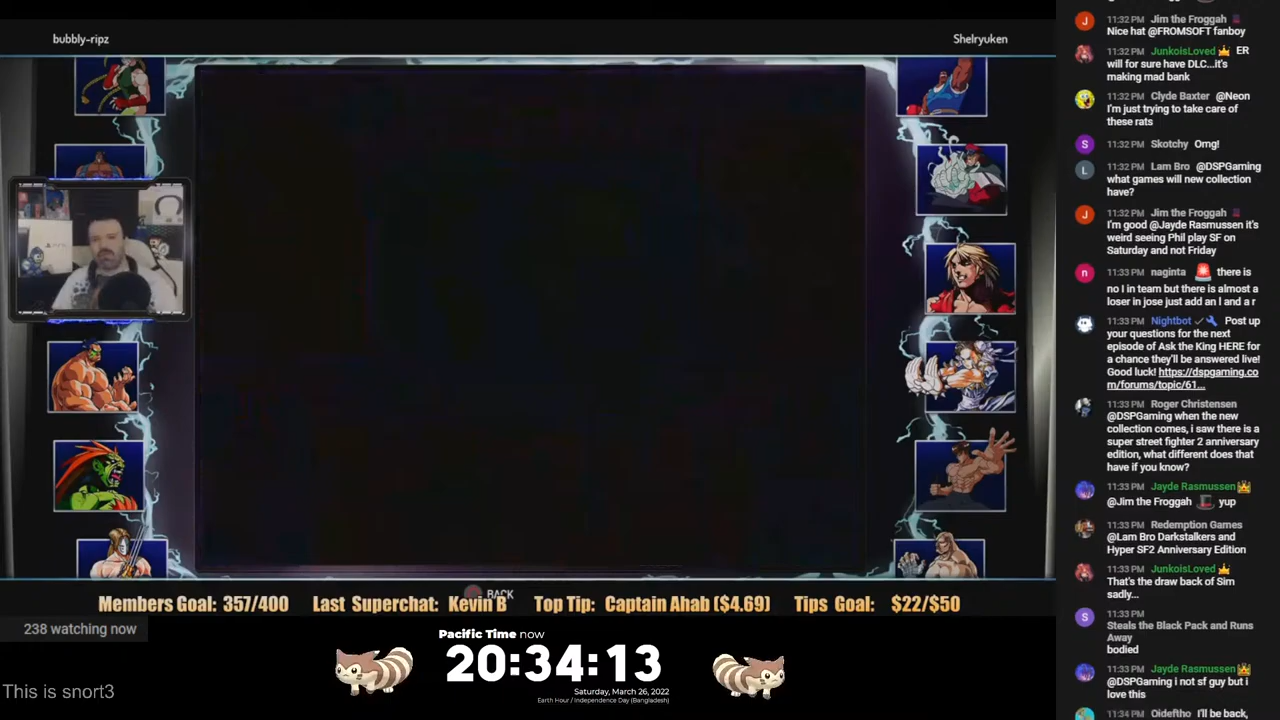 bubbly-ripz
Shelryuken
BACK
Members Goal: 357/400 Last Superchat: Kevin B Top Tip: Captain Ahab ($4.69) Tips Goal: $22/$50
238 watching now
Pacific Time now
20:34:13
Saturday, March 26, 2022
Earth Hour / Independence Day (Bangladesh)
This is snort3
11:32 PM Jim the Froggah
Nice hat @FROMSOFT fanboy
11:32 PM JunkoisLoved ER
will for sure have DLC...it's
making mad bank
11:32 PM Clyde Baxter @Neon
I'm just trying to take care of
these rats
11:32 PM Skotchy Omg!
11:32 PM Lam Bro @DSPGaming
what games will new collection
have?
11:32 PM Jim the Froggah
I'm good @Jayde Rasmussen it's
weird seeing Phil play SF on
Saturday and not Friday
11:33 PM naginta there is
no I in team but there is almost a
loser in jose just add an l and a r
11:33 PM Nightbot Post up
your questions for the next
episode of Ask the King HERE for
a chance they'll be answered live!
Good luck! https://dspgaming.co
m/forums/topic/61...
11:33 PM Roger Christensen
@DSPGaming when the new
collection comes, i saw there is a
super street fighter 2 anniversary
edition, what different does that
have if you know?
11:33 PM Jayde Rasmussen
@Jim the Froggah yup
11:33 PM Redemption Games
@Lam Bro Darkstalkers and
Hyper SF2 Anniversary Edition
11:33 PM JunkoisLoved
That's the draw back of Sim
sadly...
11:33 PM
Steals the Black Pack and Runs
Away
bodied
11:34 PM Jayde Rasmussen
@DSPGaming i not sf guy but i
love this
11:34 PM Oideftho I'll be back,